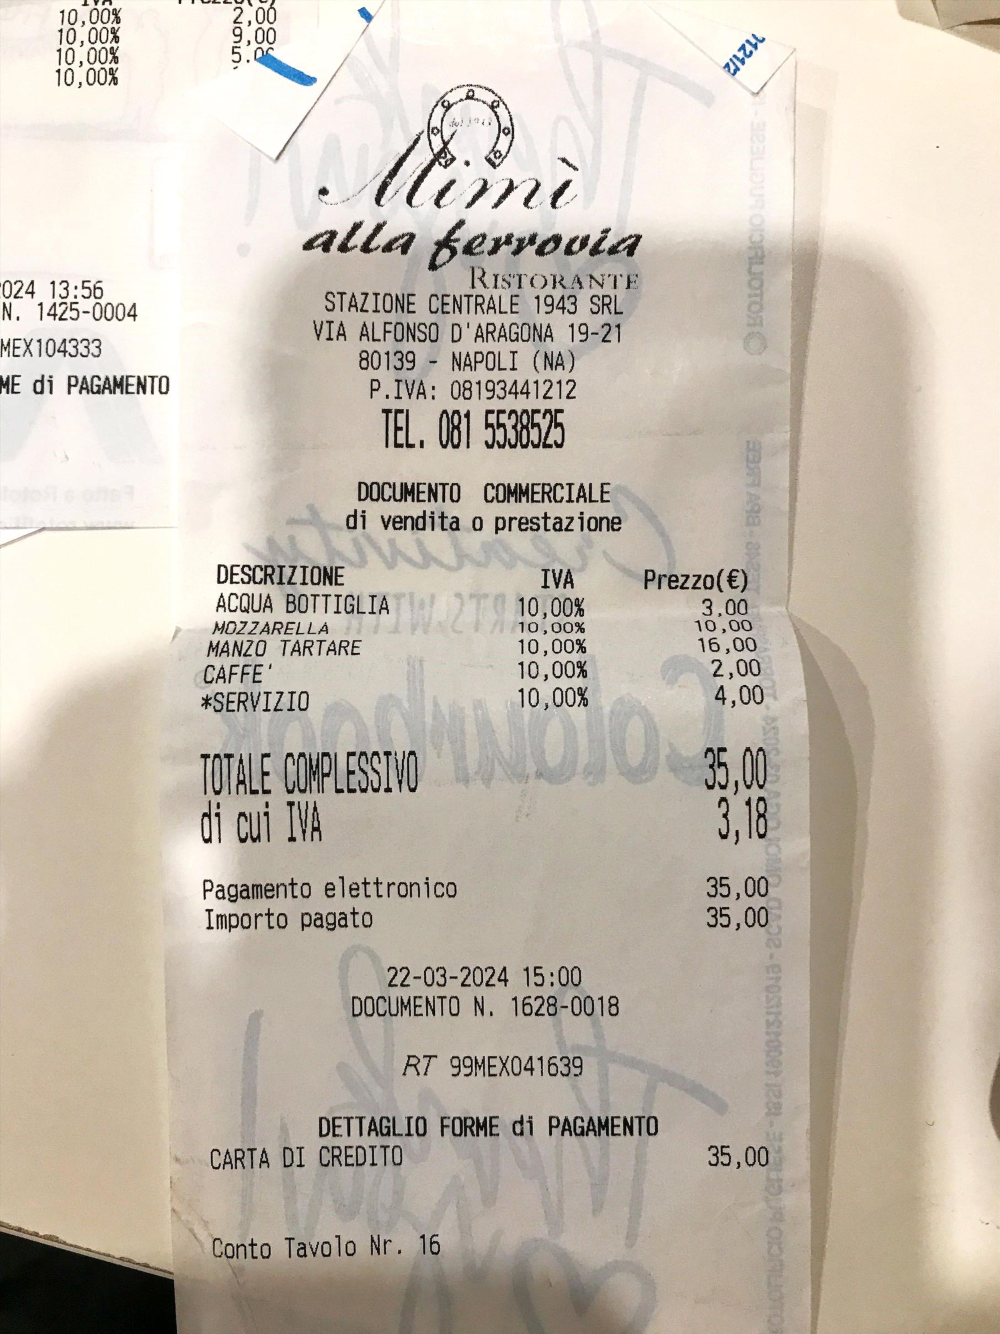 IVA Prezzo(€)
10,00% 2,00
10,00% 9,00
10,00%
10,00%
024 13:56
N. 1425-0004
MEX104333
ME di PAGAMENTO
dal 1943
Mimì
alla ferrovia
RISTORANTE
STAZIONE CENTRALE 1943 SRL
VIA ALFONSO D'ARAGONA 19-21
80139 - NAPOLI (NA)
P.IVA: 08193441212
TEL. 081 5538525
DOCUMENTO COMMERCIALE
di vendita o prestazione
DESCRIZIONE IVA Prezzo(€)
ACQUA BOTTIGLIA 10,00% 3,00
MOZZARELLA 10,00% 10,00
MANZO TARTARE 10,00% 16,00
CAFFE' 10,00% 2,00
*SERVIZIO 10,00% 4,00
TOTALE COMPLESSIVO 35,00
di cui IVA 3,18
Pagamento elettronico 35,00
Importo pagato 35,00
22-03-2024 15:00
DOCUMENTO N. 1628-0018
RT 99MEX041639
DETTAGLIO FORME di PAGAMENTO
CARTA DI CREDITO 35,00
Conto Tavolo Nr. 16